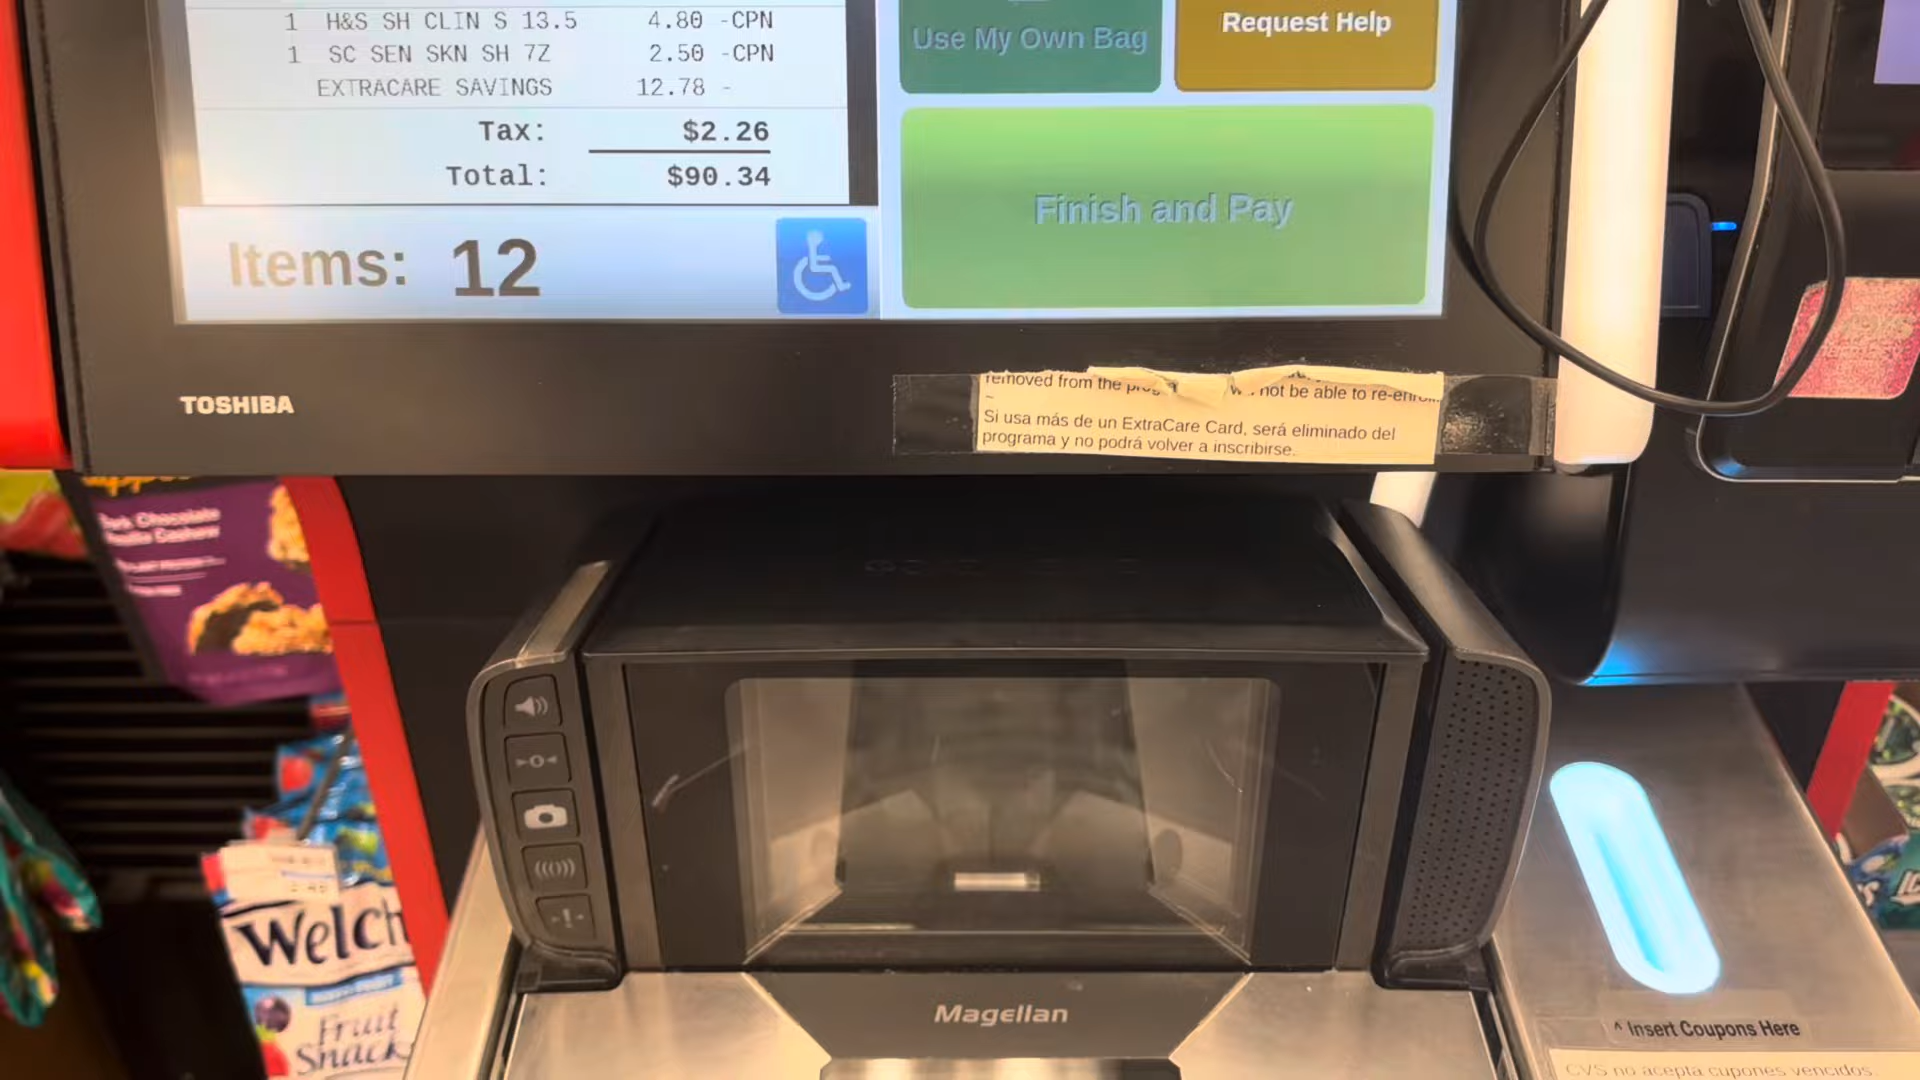 1 H&S SH CLIN S 13.5 4.80 -CPN
1 SC SEN SKN SH 7Z 2.50 -CPN
EXTRACARE SAVINGS 12.78 -
Tax: $2.26
Total: $90.34
Items: 12
Use My Own Bag
Request Help
Finish and Pay
TOSHIBA
removed from the not be able to
Si usa más de un ExtraCare Card, será eliminado del
programa y no podrá volver a inscribirse.
Dark Chocolate
Cashew
Welch
Fruit
Snack
Magellan
^ Insert Coupons Here
CVS no acepta cupones vencidos.